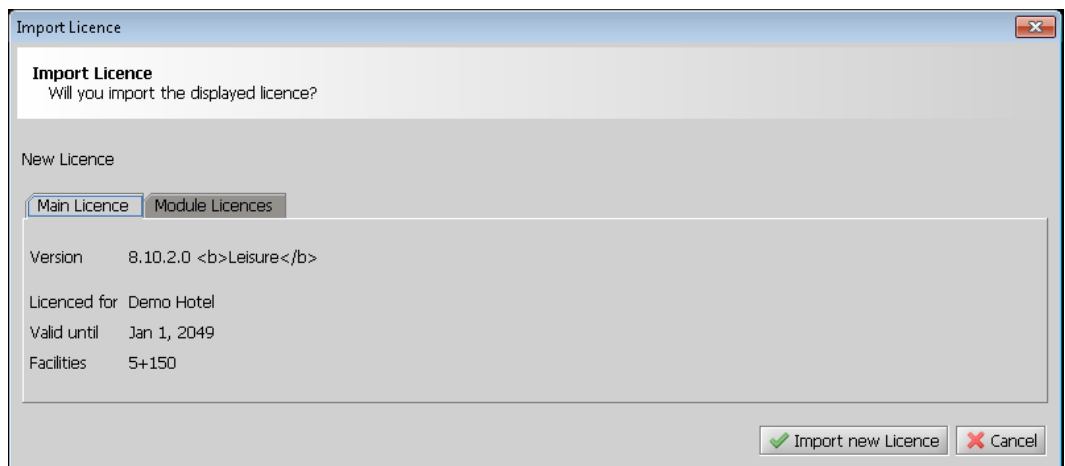 Import Licence
Import Licence
Will you import the displayed licence?
New Licence
Main Licence Module Licences
Version 8.10.2.0 <b>Leisure</b>
Licenced for Demo Hotel
Valid until Jan 1, 2049
Facilities 5+150
Import new Licence Cancel